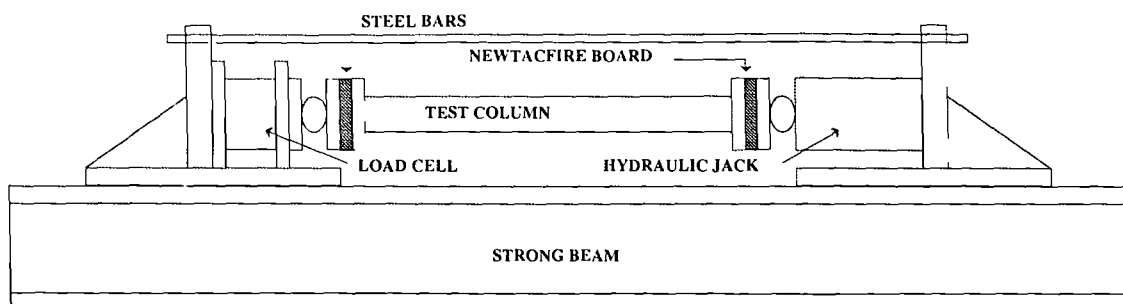 STEEL BARS
NEWTACFIRE BOARD
TEST COLUMN
LOAD CELL
HYDRAULIC JACK
STRONG BEAM